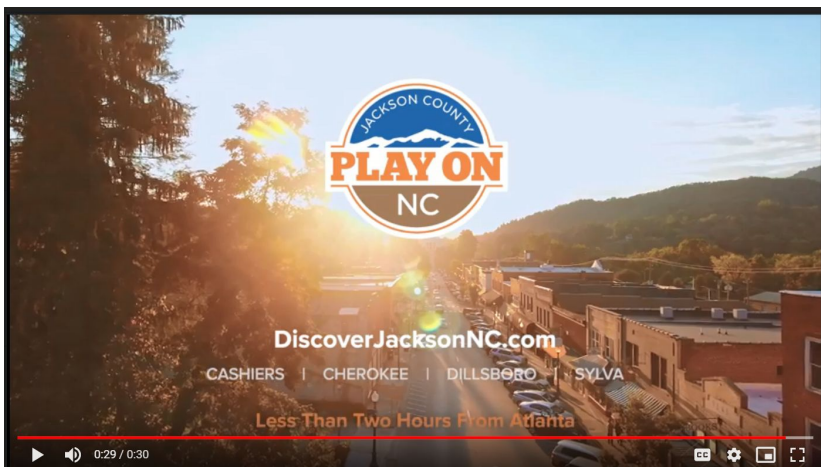 JACKSON COUNTY
PLAY ON
NC
DiscoverJacksonNC.com
CASHIERS | CHEROKEE | DILLSBORO | SYLVA
Less Than Two Hours From Atlanta
0:29 / 0:30
CC